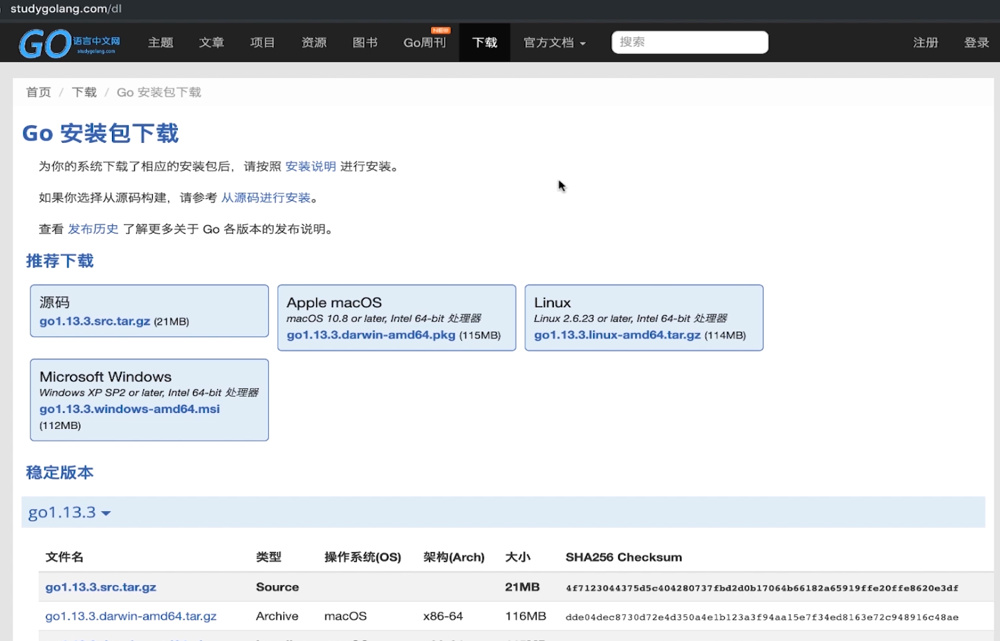 studygolang.com/dl
GO 语言中文网 studygolang.com 主题 文章 项目 资源 图书 Go周刊 NEW 下载 官方文档 搜索 注册 登录
首页 / 下载 / Go 安装包下载
Go 安装包下载
为你的系统下载了相应的安装包后，请按照 安装说明 进行安装。
如果你选择从源码构建，请参考 从源码进行安装。
查看 发布历史 了解更多关于 Go 各版本的发布说明。
推荐下载
源码
go1.13.3.src.tar.gz (21MB)
Apple macOS
macOS 10.8 or later, Intel 64-bit 处理器
go1.13.3.darwin-amd64.pkg (115MB)
Linux
Linux 2.6.23 or later, Intel 64-bit 处理器
go1.13.3.linux-amd64.tar.gz (114MB)
Microsoft Windows
Windows XP SP2 or later, Intel 64-bit 处理器
go1.13.3.windows-amd64.msi
(112MB)
稳定版本
go1.13.3
文件名 类型 操作系统(OS) 架构(Arch) 大小 SHA256 Checksum
go1.13.3.src.tar.gz Source 21MB 4f7123044375d5c404280737fbd2d0b17064b66182a65919ffe20ffe8620e3df
go1.13.3.darwin-amd64.tar.gz Archive macOS x86-64 116MB dde04dec8730d72e4d350a4e1b123a3f94aa15e7f34ed8163e72c948916c48ae